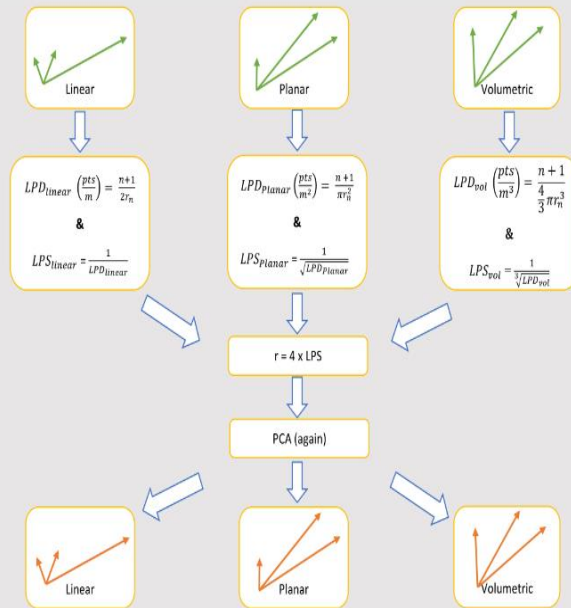 Linear
Planar
Volumetric
LPD_linear (pts/m) = (n+1)/(2r_n)
&
LPS_linear = 1/LPD_linear
LPD_Planar (pts/m²) = (n+1)/(πr_n²)
&
LPS_Planar = 1/√(LPD_Planar)
LPD_vol (pts/m³) = (n+1)/(4/3 πr_n³)
&
LPS_vol = 1/∛(LPD_vol)
r = 4 x LPS
PCA (again)
Linear
Planar
Volumetric